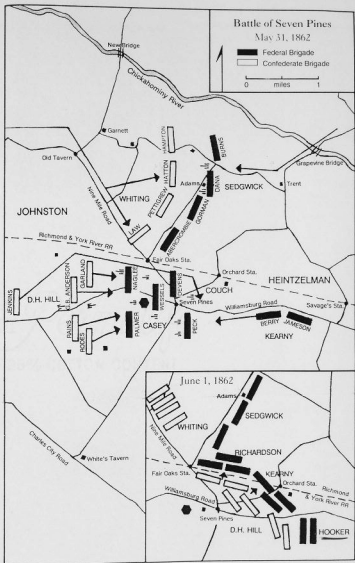 Battle of Seven Pines
May 31, 1862
Federal Brigade
Confederate Brigade
0 miles 1
New Bridge
Chickahominy River
Garnett
Old Tavern
Nine Mile Road
HAMPTON
HATTON
PETTIGREW
WHITING
LAW
BURNS
DANA
Adams
SEDGWICK
GORMAN
ABERCROMBIE
Grapevine Bridge
Trent
JOHNSTON
Richmond & York River RR
Fair Oaks Sta.
Orchard Sta.
HEINTZELMAN
JENKINS
G.B. ANDERSON
GARLAND
D.H. HILL
NAGLEE
WESSELS
DEVENS
COUCH
Seven Pines
Williamsburg Road
Savage's Sta.
RAINS
RODES
PALMER
CASEY
PECK
BERRY
JAMESON
KEARNY
Charles City Road
White's Tavern
June 1, 1862
Adams
WHITING
SEDGWICK
Nine Mile Road
RICHARDSON
Fair Oaks Sta.
KEARNY
Orchard Sta.
Richmond
& York River RR
Williamsburg Road
Seven Pines
D.H. HILL
HOOKER